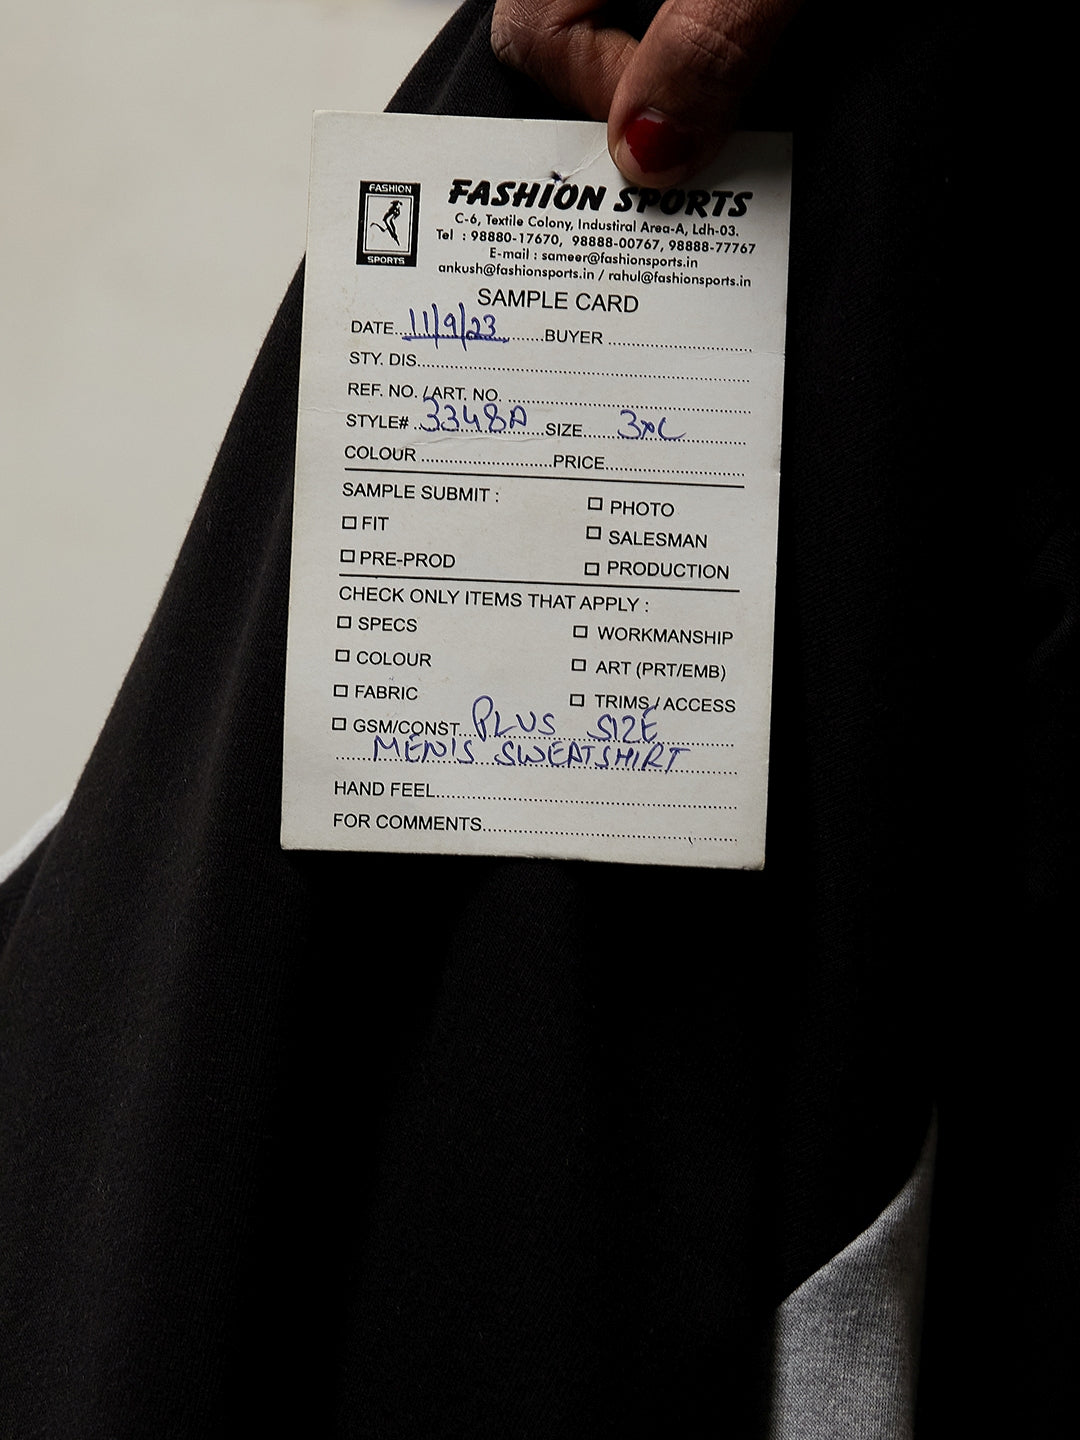 FASHION
SPORTS
FASHION SPORTS
C-6, Textile Colony, Industiral Area-A, Ldh-03.
Tel : 98880-17670, 98888-00767, 98888-77767
E-mail : sameer@fashionsports.in
ankush@fashionsports.in / rahul@fashionsports.in
SAMPLE CARD
DATE..11/9/23........BUYER ..............................
STY. DIS....................................................................
REF. NO. / ART. NO. .................................................
STYLE# ..3348A....SIZE......3XL...............
COLOUR ...........................PRICE............................
SAMPLE SUBMIT :
☐ PHOTO
☐ FIT
☐ SALESMAN
☐ PRE-PROD
☐ PRODUCTION
CHECK ONLY ITEMS THAT APPLY :
☐ SPECS ☐ WORKMANSHIP
☐ COLOUR ☐ ART (PRT/EMB)
☐ FABRIC ☐ TRIMS / ACCESS
☐ GSM/CONST...PLUS SIZE
MEN'S SWEATSHIRT
HAND FEEL.............................................................
FOR COMMENTS....................................................